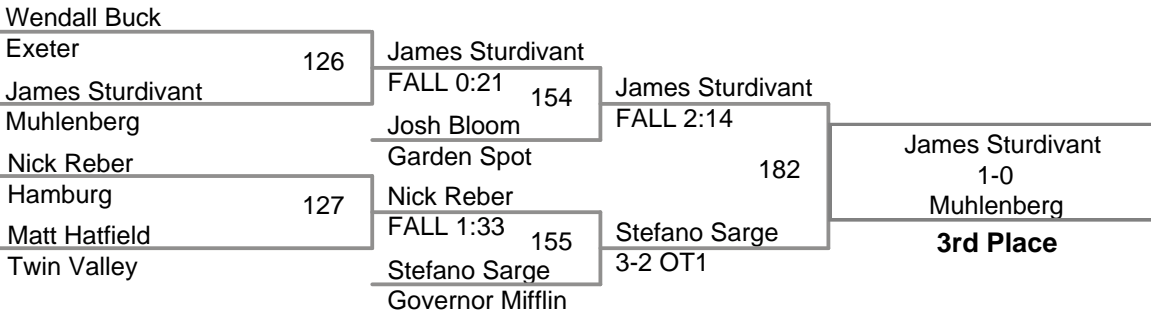 Wendall Buck
Exeter
126
James Sturdivant
Muhlenberg
Nick Reber
Hamburg
127
Matt Hatfield
Twin Valley
James Sturdivant
FALL 0:21
154
Josh Bloom
Garden Spot
Nick Reber
FALL 1:33
155
Stefano Sarge
Governor Mifflin
James Sturdivant
FALL 2:14
182
Stefano Sarge
3-2 OT1
James Sturdivant
1-0
Muhlenberg
3rd Place